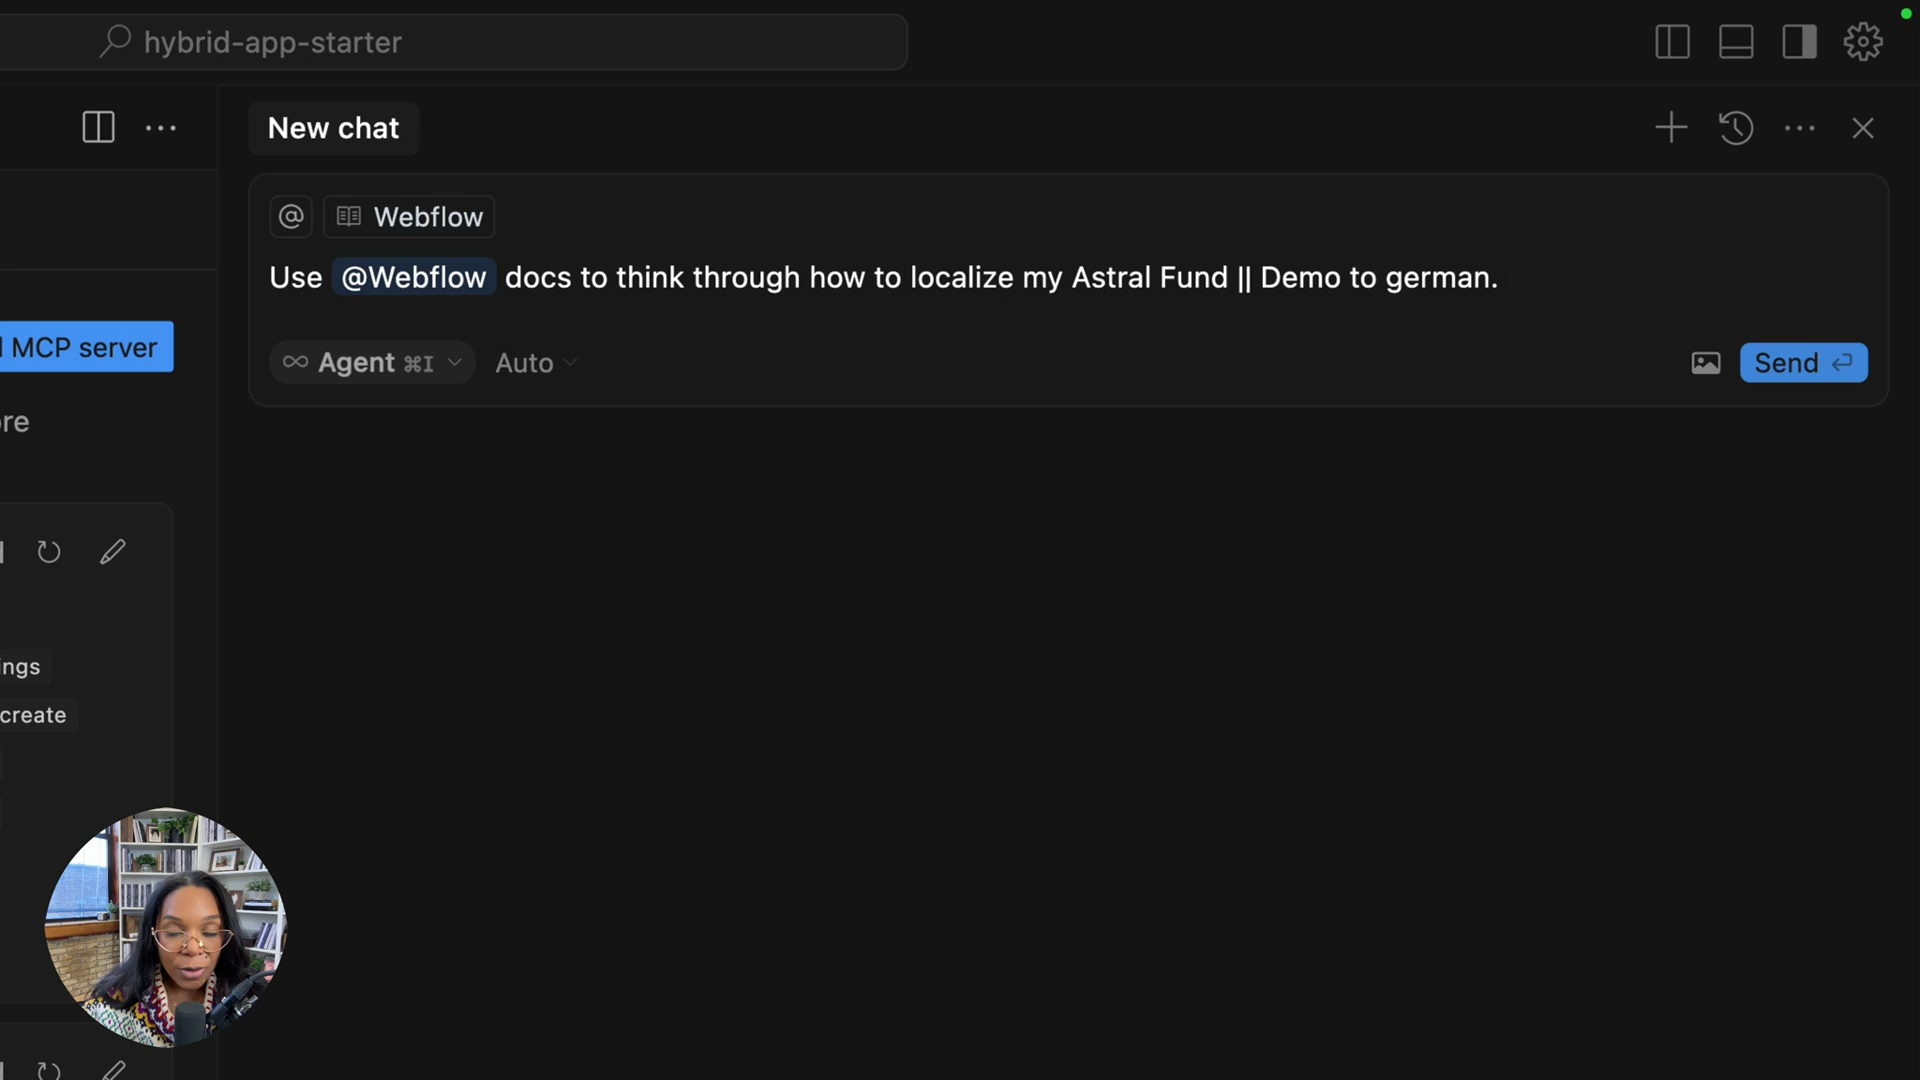 hybrid-app-starter
New chat
@ Webflow
Use @Webflow docs to think through how to localize my Astral Fund || Demo to german.
MCP server
Agent ⌘I Auto
Send
re
ings
create